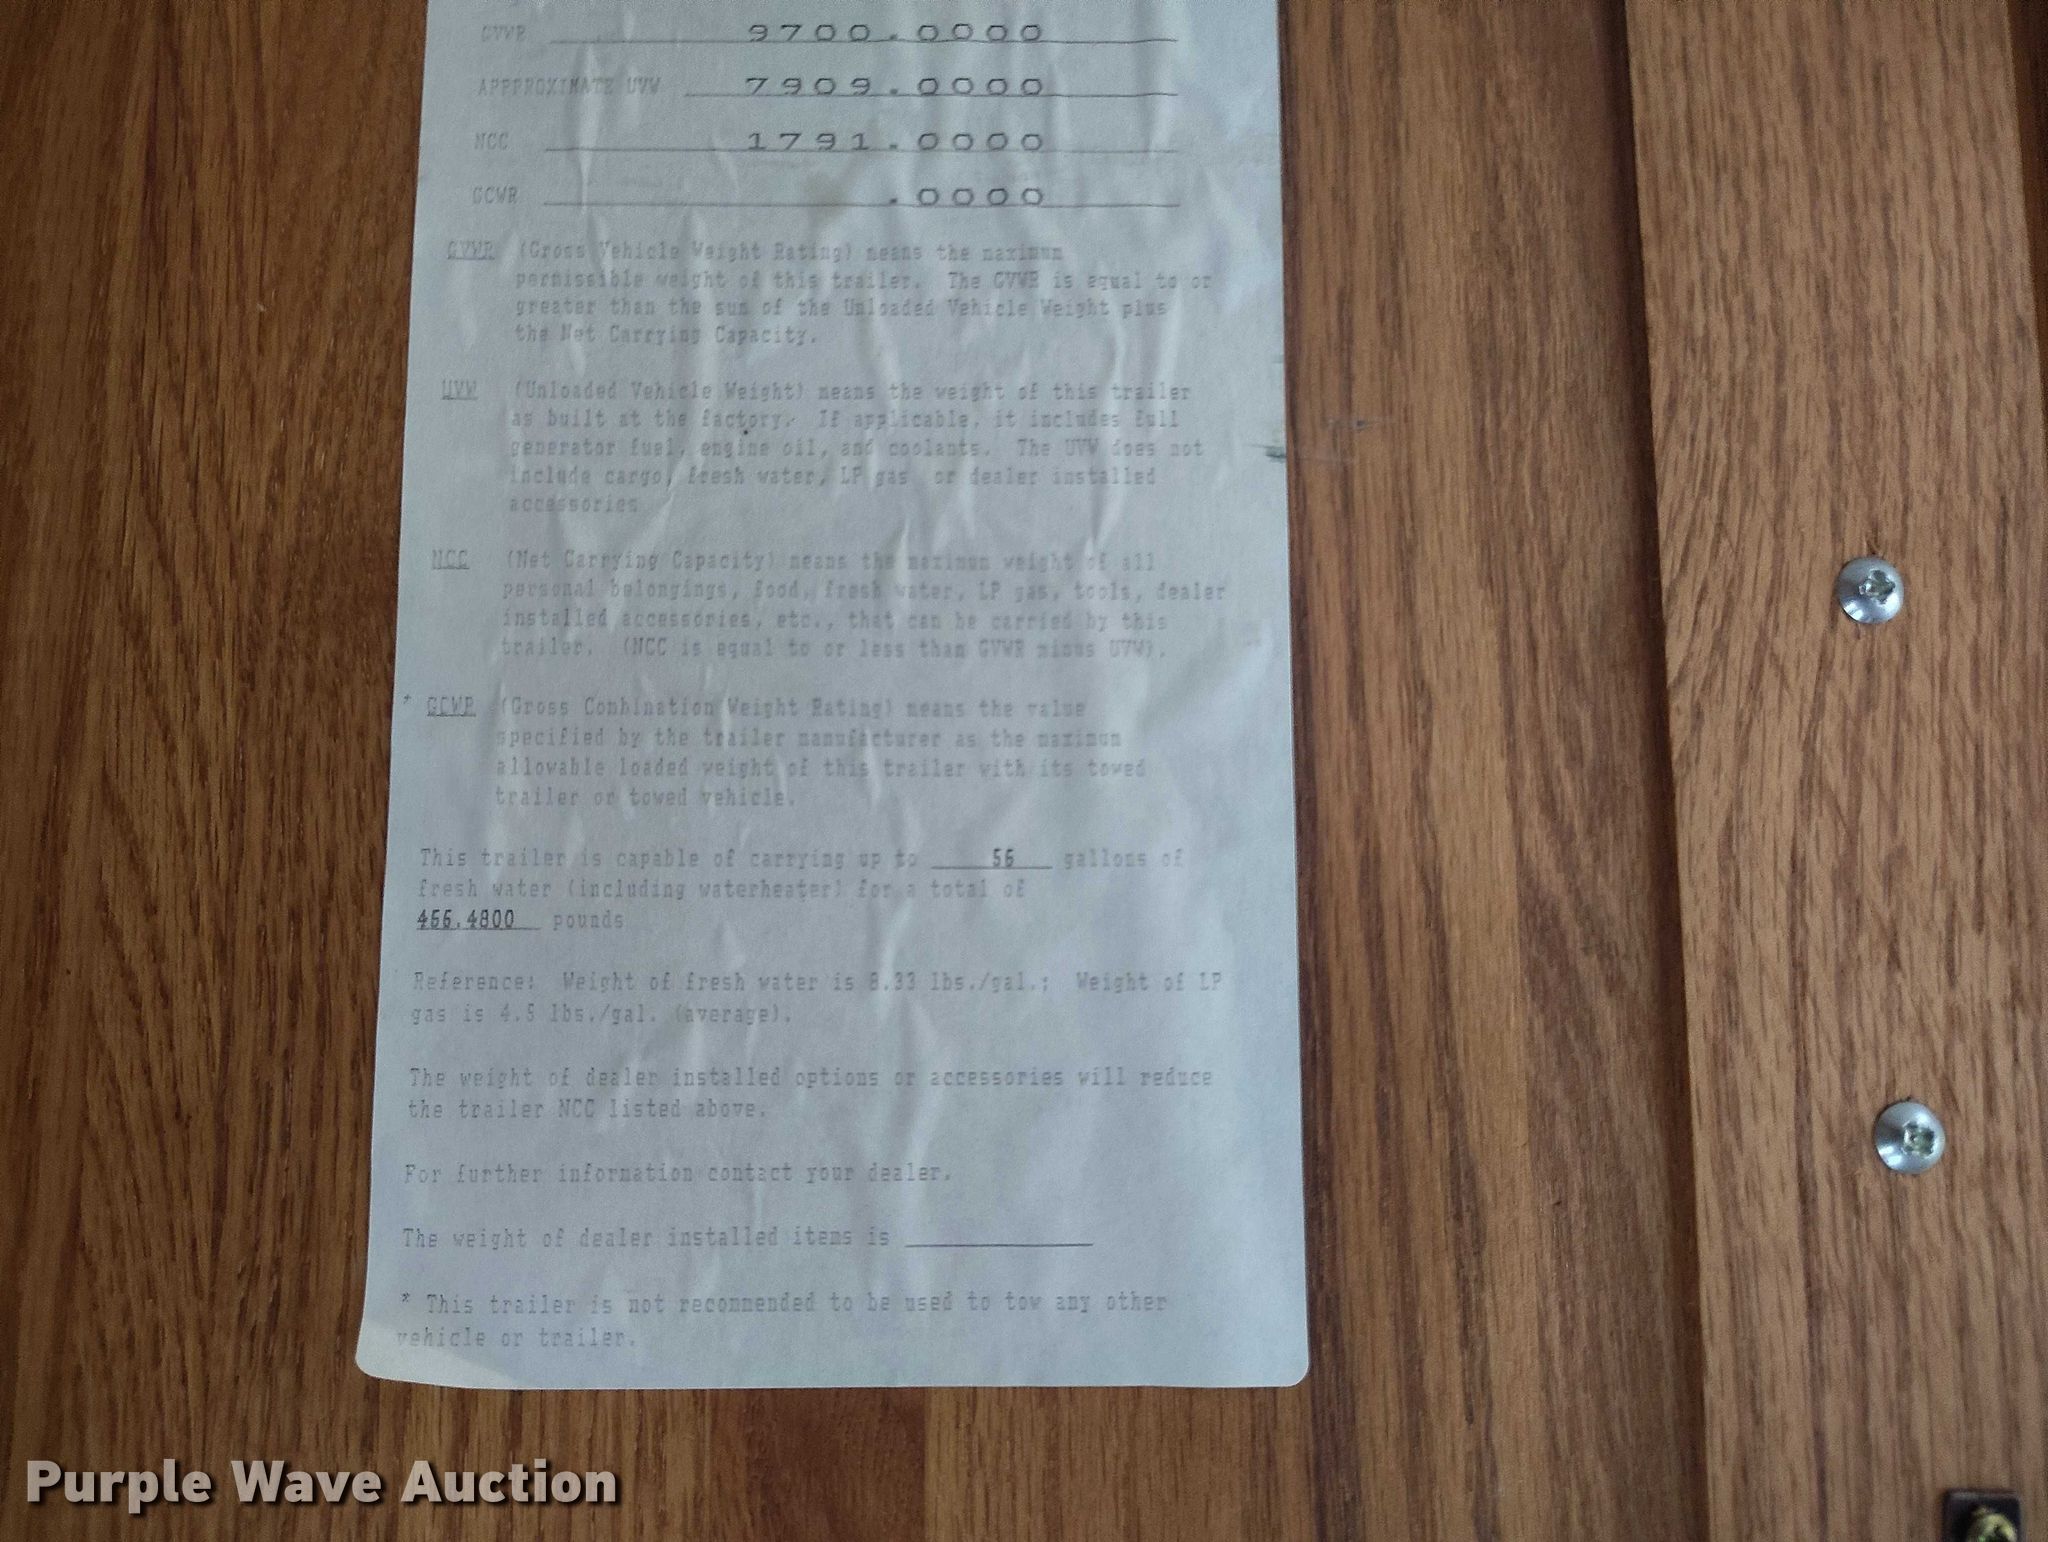 GVWR 9700.0000
APPPROXIMATE UVW 7909.0000
NCC 1791.0000
GCWR .0000
GVWR (Gross Vehicle Weight Rating) means the maximum
permissible weight of this trailer. The GVWR is equal to or
greater than the sum of the Unloaded Vehicle Weight plus
the Net Carrying Capacity.
UVW (Unloaded Vehicle Weight) means the weight of this trailer
as built at the factory. If applicable, it includes full
generator fuel, engine oil, and coolants. The UVW does not
include cargo, fresh water, LP gas or dealer installed
accessories
NCC (Net Carrying Capacity) means the maximum weight of all
personal belongings, food, fresh water, LP gas, tools, dealer
installed accessories, etc., that can be carried by this
trailer. (NCC is equal to or less than GVWR minus UVW).
* GCWR (Gross Combination Weight Rating) means the value
specified by the trailer manufacturer as the maximum
allowable loaded weight of this trailer with its towed
trailer or towed vehicle.
This trailer is capable of carrying up to 56 gallons of
fresh water (including waterheater) for a total of
466.4800 pounds
Reference: Weight of fresh water is 8.33 lbs./gal.; Weight of LP
gas is 4.5 lbs./gal. (average).
The weight of dealer installed options or accessories will reduce
the trailer NCC listed above.
For further information contact your dealer.
The weight of dealer installed items is
* This trailer is not recommended to be used to tow any other
vehicle or trailer.
Purple Wave Auction